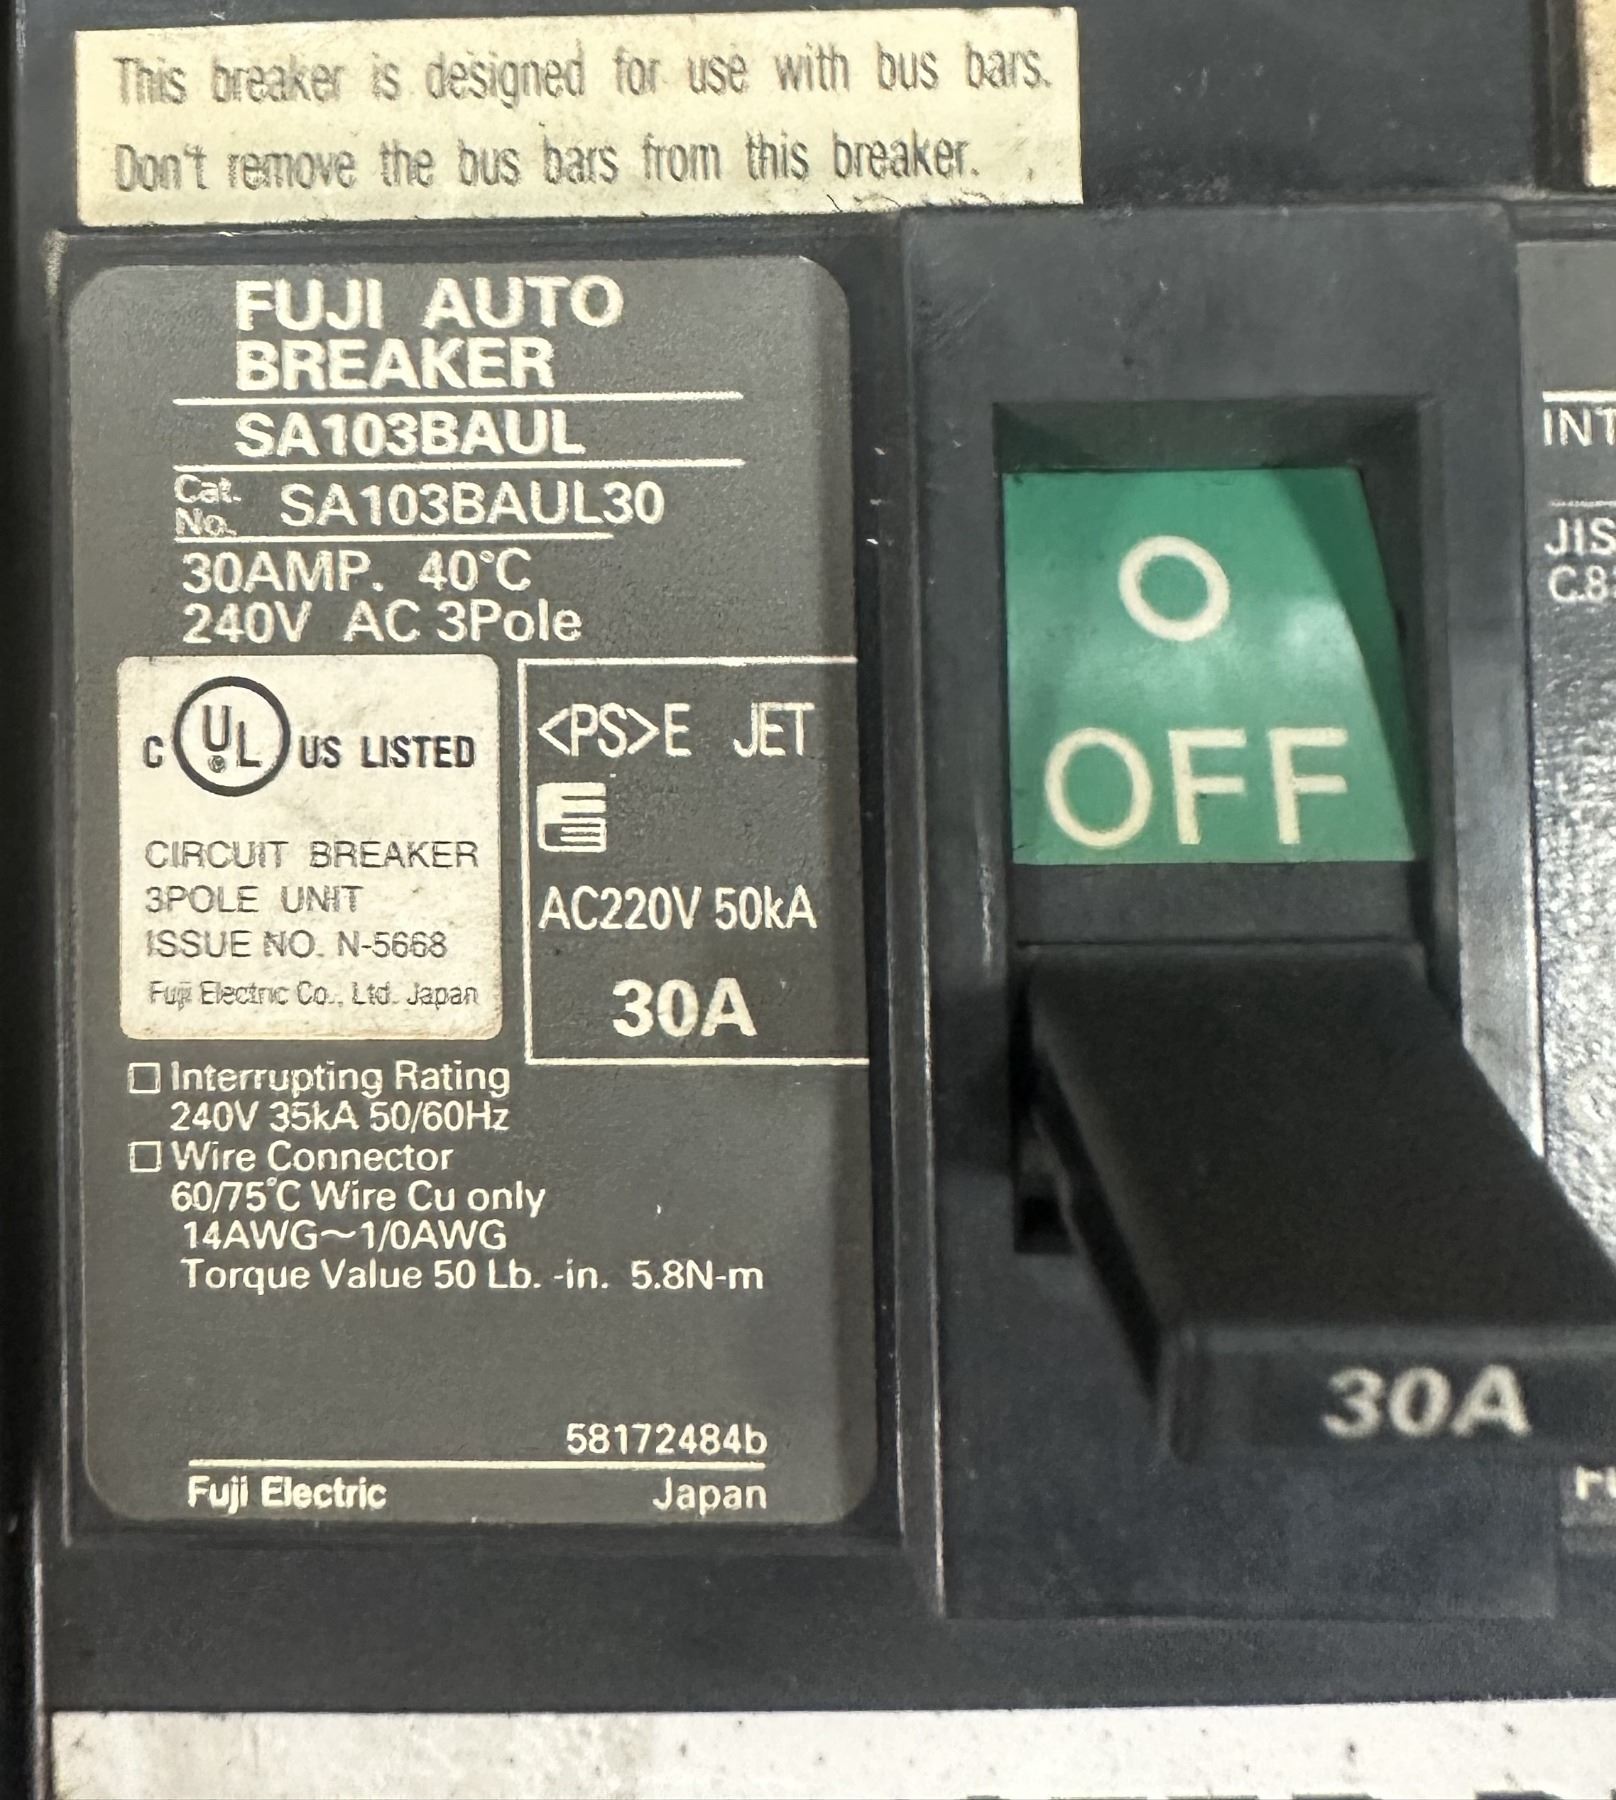 This breaker is designed for use with bus bars.
Don't remove the bus bars from this breaker.
FUJI AUTO
BREAKER
SA103BAUL
Cat. No. SA103BAUL30
30AMP. 40°C
240V AC 3Pole
C UL ® US LISTED
CIRCUIT BREAKER
3POLE UNIT
ISSUE NO. N-5668
Fuji Electric Co., Ltd. Japan
<PS>E JET
AC220V 50kA
30A
□ Interrupting Rating
240V 35kA 50/60Hz
□ Wire Connector
60/75°C Wire Cu only
14AWG~1/0AWG
Torque Value 50 Lb. -in. 5.8N-m
58172484b
Fuji Electric Japan
O
OFF
30A
INT
JIS